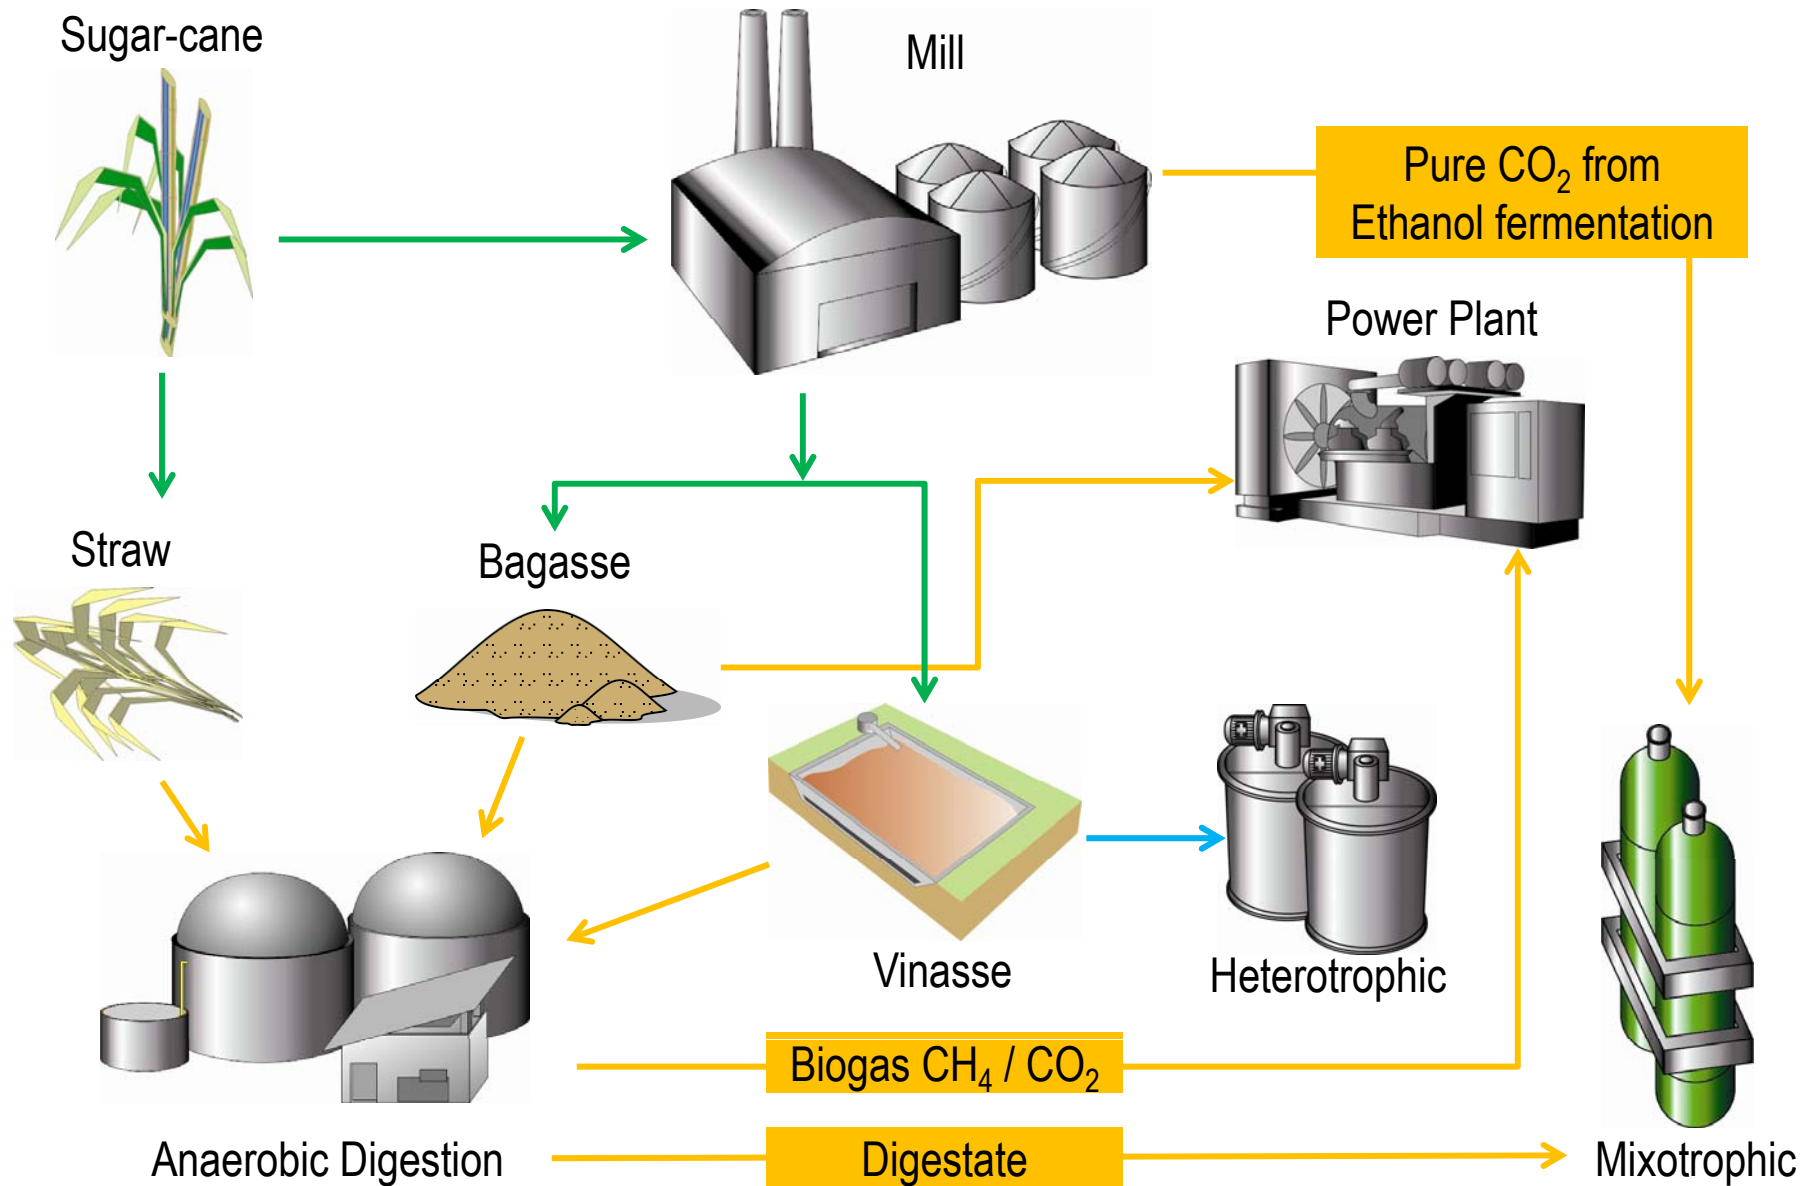 Sugar-cane
Mill
Pure CO₂ from
Ethanol fermentation
Power Plant
Straw
Bagasse
Vinasse
Heterotrophic
Biogas CH₄ / CO₂
Anaerobic Digestion
Digestate
Mixotrophic